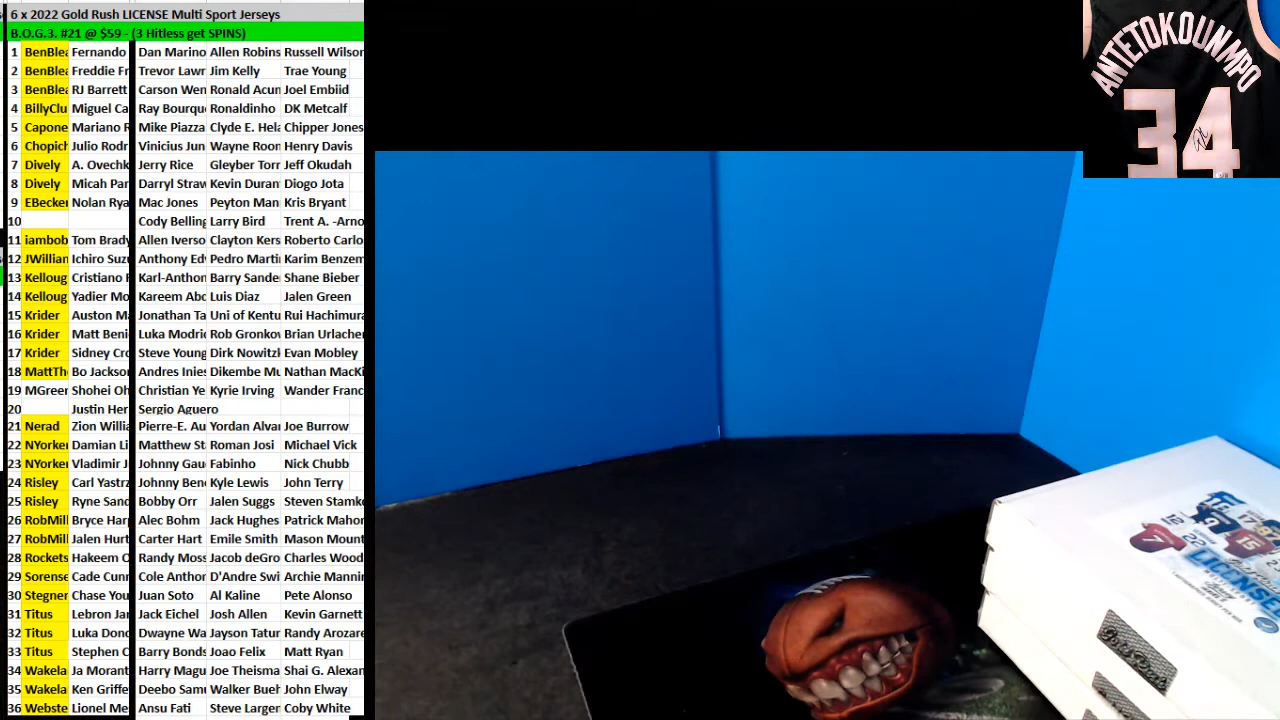 6 x 2022 Gold Rush LICENSE Multi Sport Jerseys
B.O.G.3. #21 @ $59 - (3 Hitless get SPINS)
1 BenBlea Fernando Dan Marino Allen Robins Russell Wilson
2 BenBlea Freddie Fr Trevor Lawr Jim Kelly Trae Young
3 BenBlea RJ Barrett Carson Wen Ronald Acun Joel Embiid
4 BillyClu Miguel Ca Ray Bourqu Ronaldinho DK Metcalf
5 Capone Mariano R Mike Piazza Clyde E. Hela Chipper Jones
6 Chopich Julio Rodr Vinicius Jun Wayne Roon Henry Davis
7 Dively A. Ovechk Jerry Rice Gleyber Torr Jeff Okudah
8 Dively Micah Par Darryl Straw Kevin Duran Diogo Jota
9 EBecker Nolan Rya Mac Jones Peyton Man Kris Bryant
10 Cody Belling Larry Bird Trent A. -Arno
11 iambob Tom Brady Allen Iverso Clayton Kers Roberto Carlo
12 JWillian Ichiro Suzu Anthony Ed Pedro Martin Karim Benzem
13 Kelloug Cristiano R Karl-Anthon Barry Sande Shane Bieber
14 Kelloug Yadier Mo Kareem Abd Luis Diaz Jalen Green
15 Krider Auston Ma Jonathan Ta Uni of Kentu Rui Hachimura
16 Krider Matt Beni Luka Modric Rob Gronkov Brian Urlacher
17 Krider Sidney Cro Steve Young Dirk Nowitzk Evan Mobley
18 MattTh Bo Jackson Andres Inies Dikembe Mu Nathan MacKi
19 MGreen Shohei Oh Christian Ye Kyrie Irving Wander Franc
20 Justin Her Sergio Aguero
21 Nerad Zion Willia Pierre-E. Au Yordan Alvar Joe Burrow
22 NYorker Damian Li Matthew St Roman Josi Michael Vick
23 NYorker Vladimir J Johnny Gau Fabinho Nick Chubb
24 Risley Carl Yastrz Johnny Ben Kyle Lewis John Terry
25 Risley Ryne Sand Bobby Orr Jalen Suggs Steven Stamk
26 RobMill Bryce Harp Alec Bohm Jack Hughes Patrick Mahon
27 RobMill Jalen Hurt Carter Hart Emile Smith Mason Mount
28 Rockets Hakeem O Randy Moss Jacob deGro Charles Wood
29 Sorense Cade Cunn Cole Anthon D'Andre Swi Archie Mannin
30 Stegner Chase You Juan Soto Al Kaline Pete Alonso
31 Titus Lebron Jar Jack Eichel Josh Allen Kevin Garnett
32 Titus Luka Donc Dwayne Wa Jayson Tatum Randy Arozare
33 Titus Stephen C Barry Bonds Joao Felix Matt Ryan
34 Wakela Ja Morant Harry Magu Joe Theisma Shai G. Alexan
35 Wakela Ken Griffe Deebo Samu Walker Bueh John Elway
36 Webste Lionel Me Ansu Fati Steve Largen Coby White
ANTETOKOUNMPO
34
LICENSE
Gold Rush